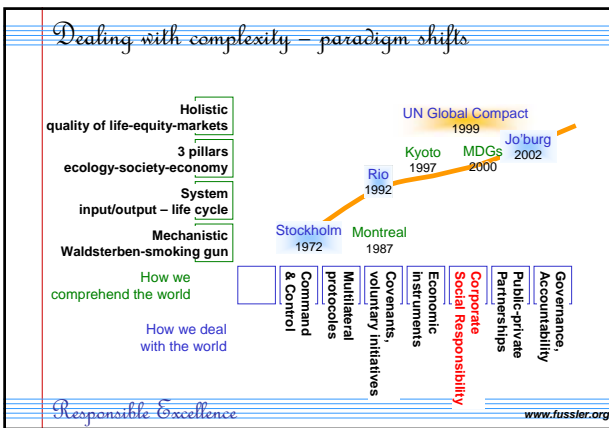 Dealing with complexity – paradigm shifts
Holistic
quality of life-equity-markets
3 pillars
ecology-society-economy
System
input/output – life cycle
Mechanistic
Waldsterben-smoking gun
How we
comprehend the world
How we deal
with the world
Stockholm
1972
Montreal
1987
Rio
1992
Kyoto
1997
UN Global Compact
1999
MDGs
2000
Jo'burg
2002
Command
& Control
Multilateral
protocoles
Covenants,
voluntary initiatives
Economic
instruments
Corporate
Social Responsibility
Public-private
Partnerships
Governance,
Accountability
Responsible Excellence
www.fussler.org